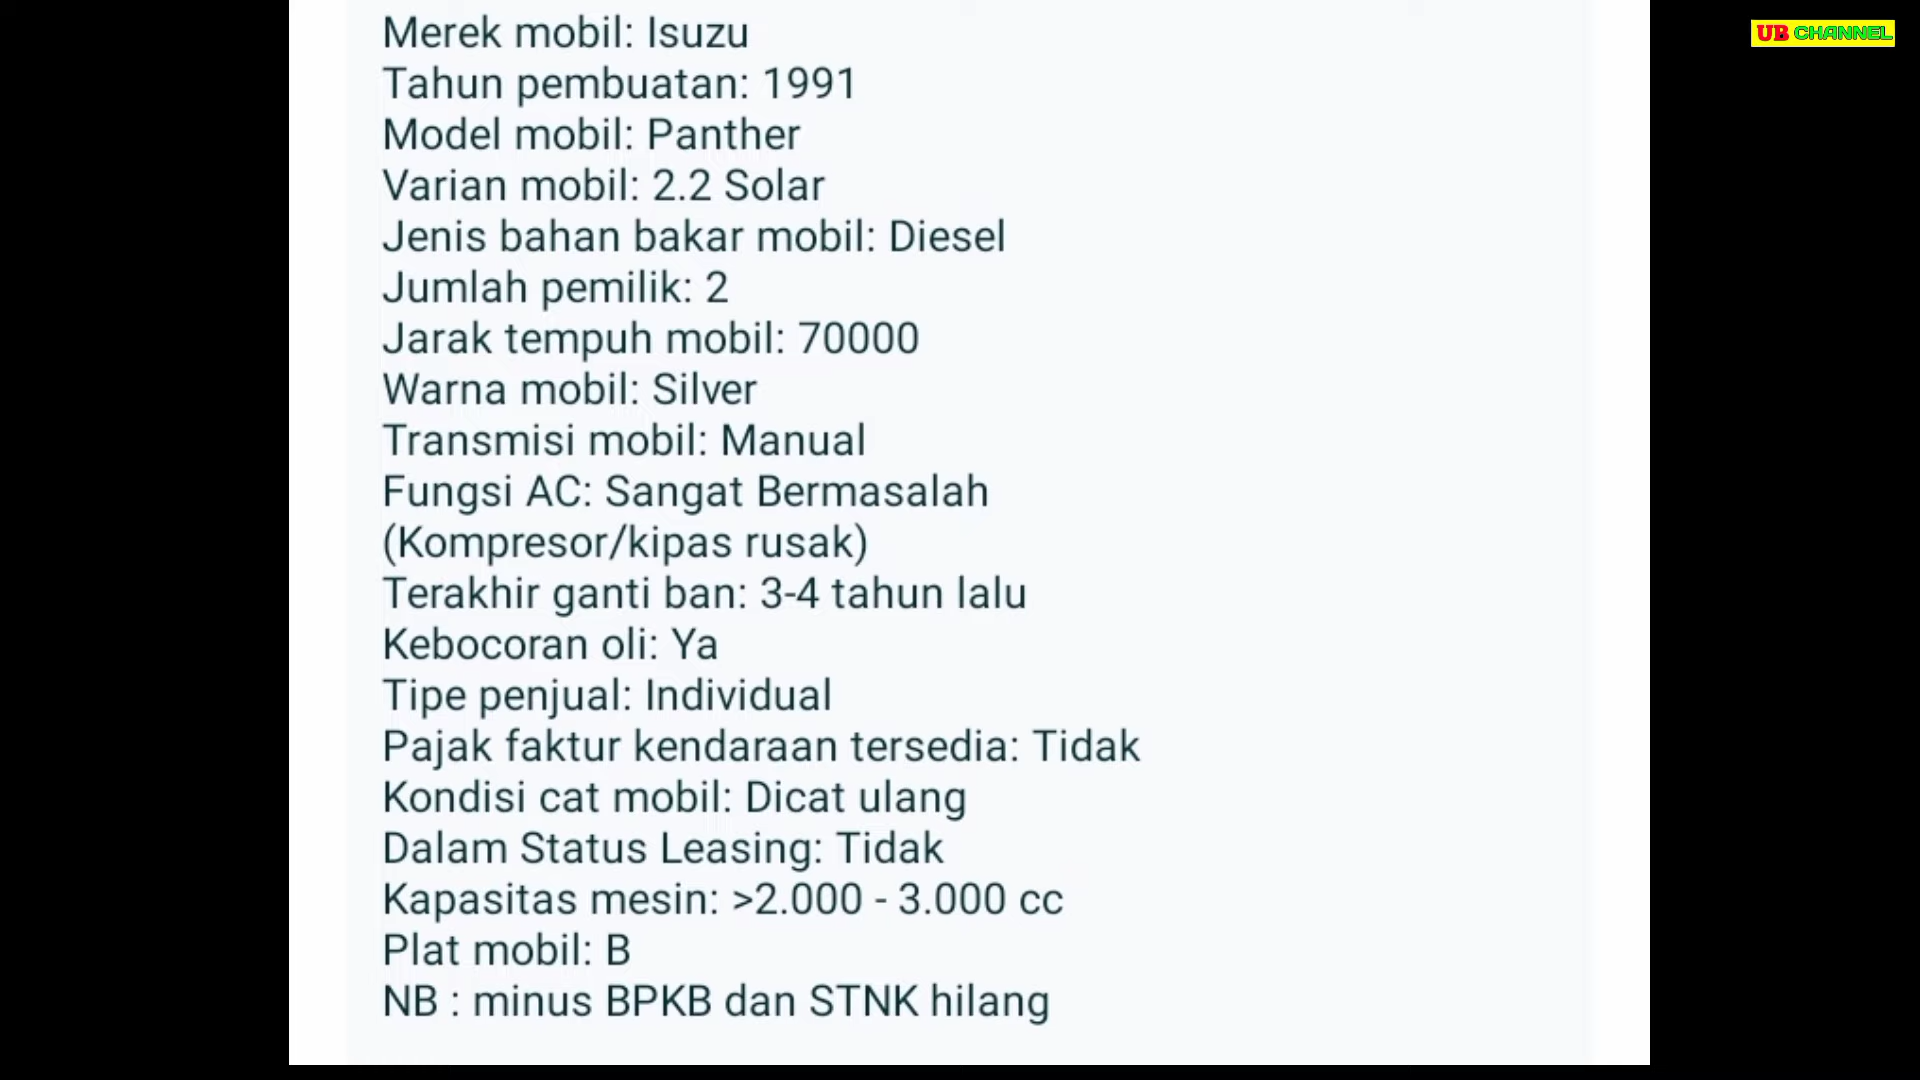 UB CHANNEL
Merek mobil: Isuzu
Tahun pembuatan: 1991
Model mobil: Panther
Varian mobil: 2.2 Solar
Jenis bahan bakar mobil: Diesel
Jumlah pemilik: 2
Jarak tempuh mobil: 70000
Warna mobil: Silver
Transmisi mobil: Manual
Fungsi AC: Sangat Bermasalah
(Kompresor/kipas rusak)
Terakhir ganti ban: 3-4 tahun lalu
Kebocoran oli: Ya
Tipe penjual: Individual
Pajak faktur kendaraan tersedia: Tidak
Kondisi cat mobil: Dicat ulang
Dalam Status Leasing: Tidak
Kapasitas mesin: >2.000 - 3.000 cc
Plat mobil: B
NB : minus BPKB dan STNK hilang